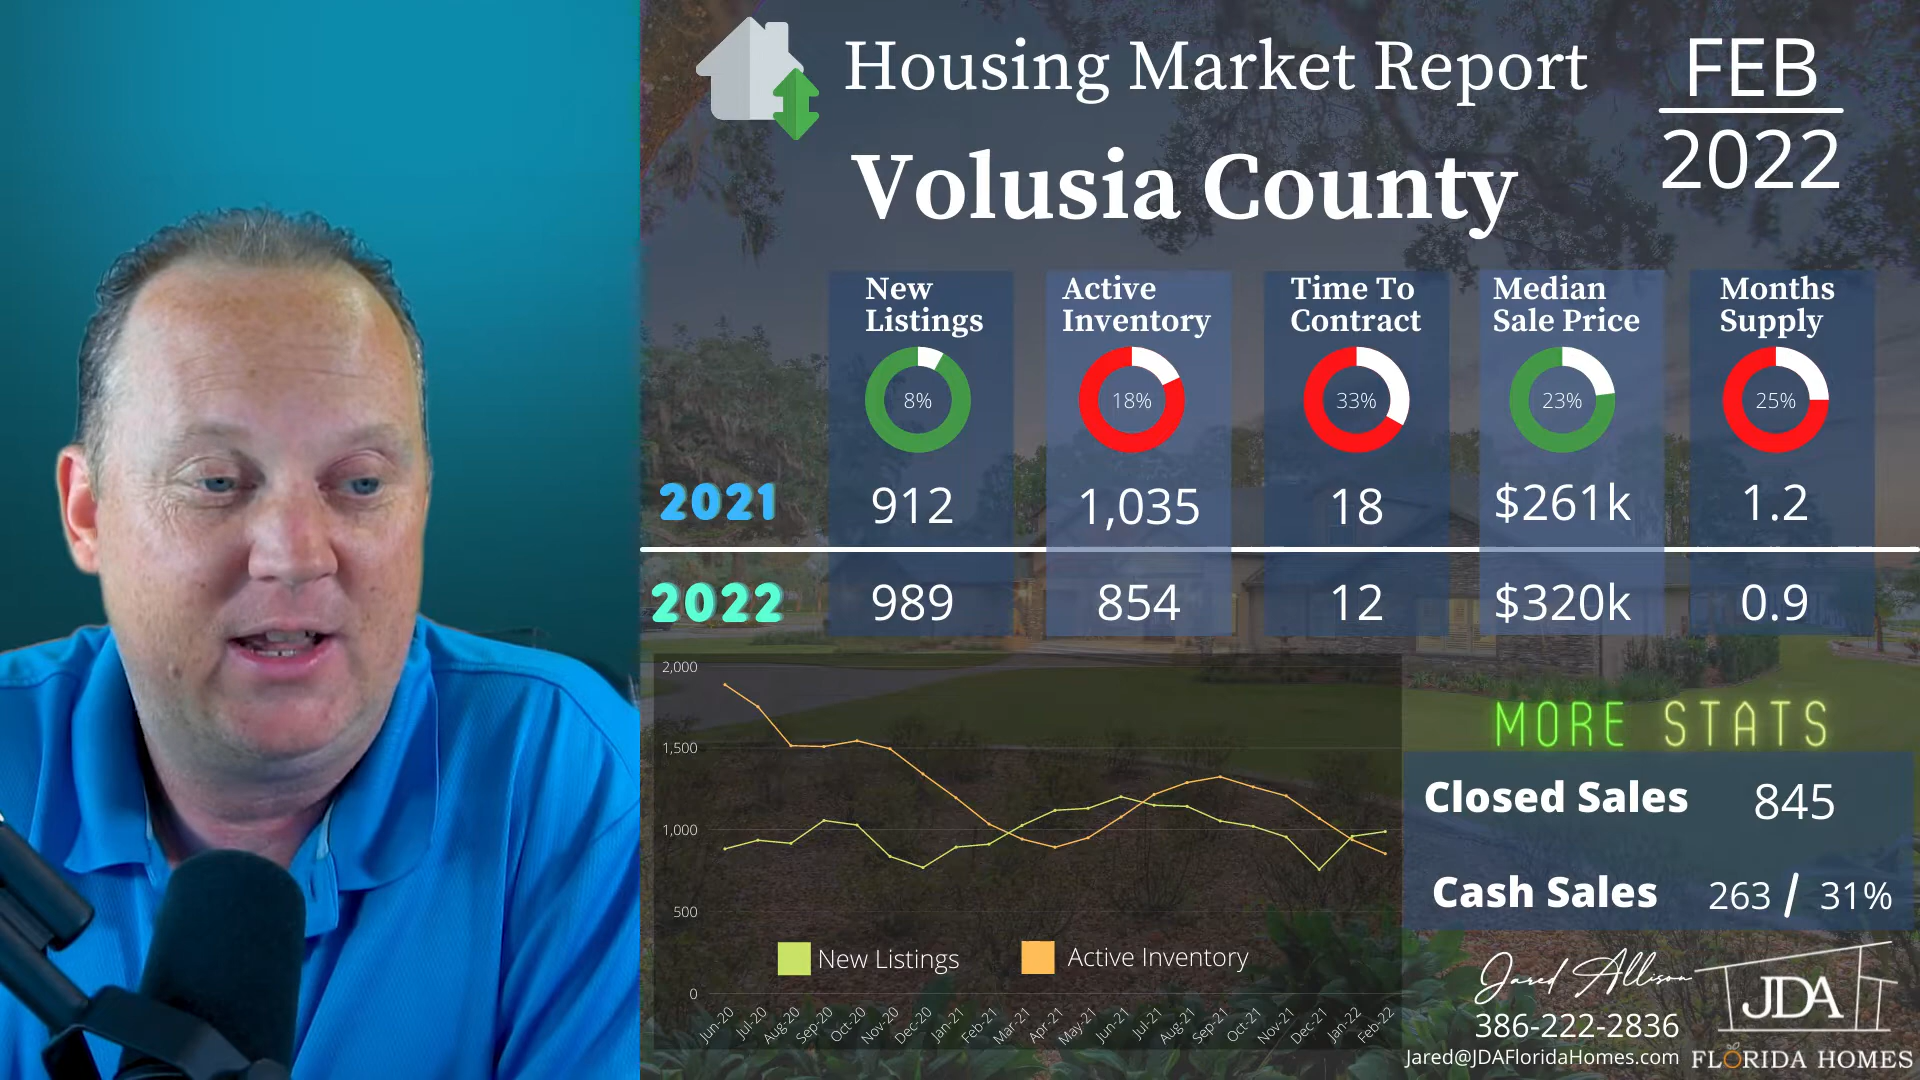 Housing Market Report
FEB
2022
Volusia County
New
Listings
8%
Active
Inventory
18%
Time To
Contract
33%
Median
Sale Price
23%
Months
Supply
25%
2021
912
1,035
18
$261k
1.2
2022
989
854
12
$320k
0.9
2,000
1,500
1,000
500
0
New Listings
Active Inventory
Jun-20
Jul-20
Aug-20
Sep-20
Oct-20
Nov-20
Dec-20
Jan-21
Feb-21
Mar-21
Apr-21
May-21
Jun-21
Jul-21
Aug-21
Sep-21
Oct-21
Nov-21
Dec-21
Jan-22
Feb-22
MORE STATS
Closed Sales 845
Cash Sales 263 / 31%
Jared Allison
386-222-2836
Jared@JDAFloridaHomes.com
JDA
FLORIDA HOMES